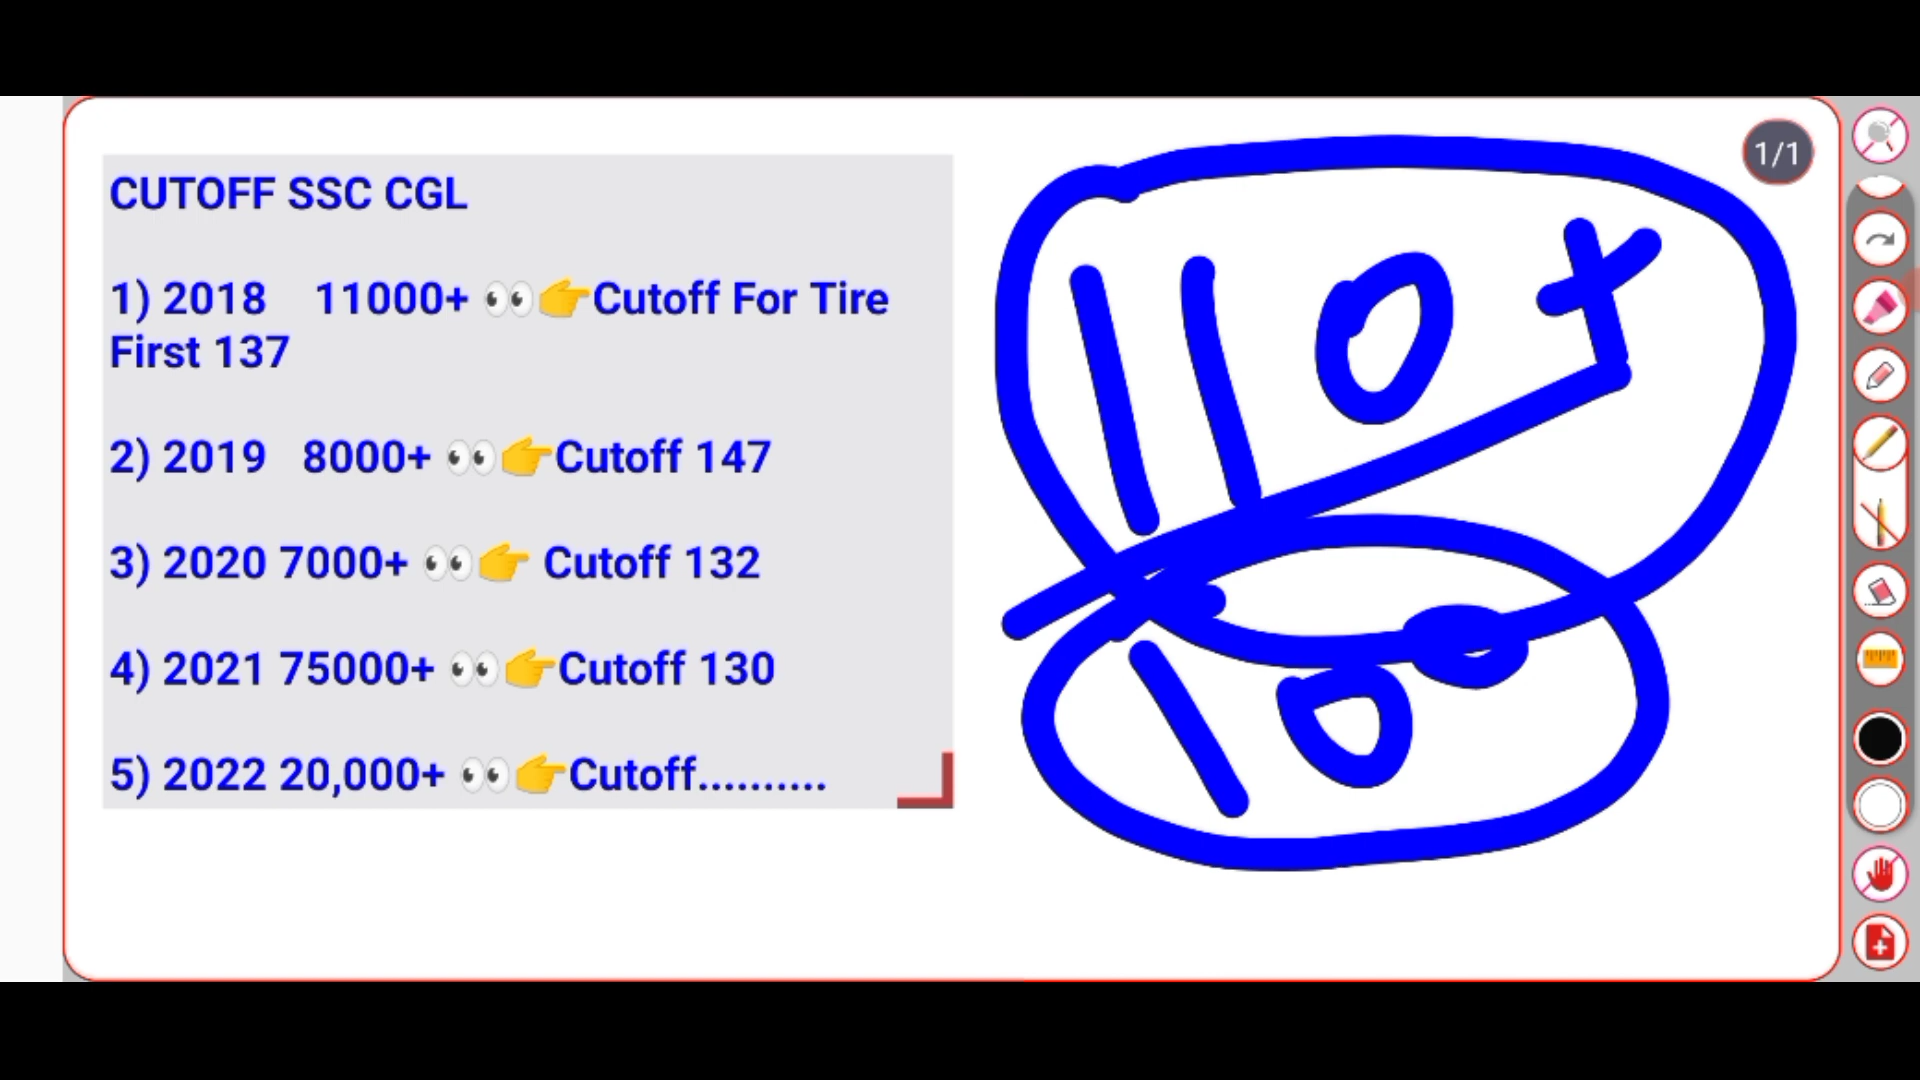 CUTOFF SSC CGL
1) 2018 11000+ 👀👉Cutoff For Tire
First 137
2) 2019 8000+ 👀👉Cutoff 147
3) 2020 7000+ 👀👉 Cutoff 132
4) 2021 75000+ 👀👉Cutoff 130
5) 2022 20,000+ 👀👉Cutoff..........
1/1
110+
100